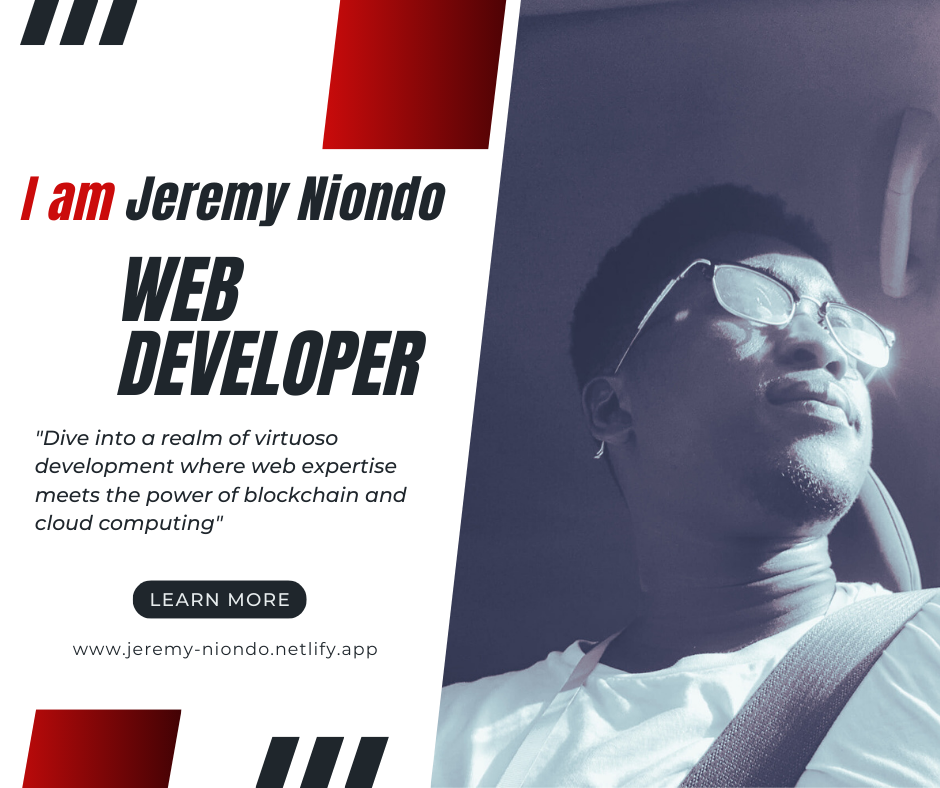 I am Jeremy Niondo
WEB
DEVELOPER
"Dive into a realm of virtuoso
development where web expertise
meets the power of blockchain and
cloud computing"
LEARN MORE
www.jeremy-niondo.netlify.app